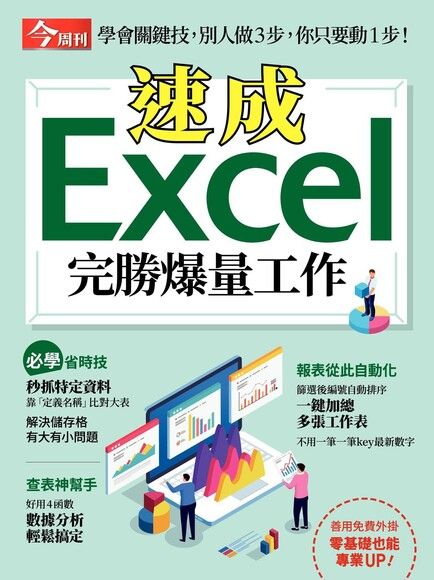 今周刊
學會關鍵技，別人做3步，你只要動1步！
速成
Excel
完勝爆量工作
必學 省時技
秒抓特定資料
靠「定義名稱」比對大表
解決儲存格
有大有小問題
查表神幫手
好用4函數
數據分析
輕鬆搞定
報表從此自動化
篩選後編號自動排序
一鍵加總
多張工作表
不用一筆一筆key最新數字
善用免費外掛
零基礎也能
專業UP！